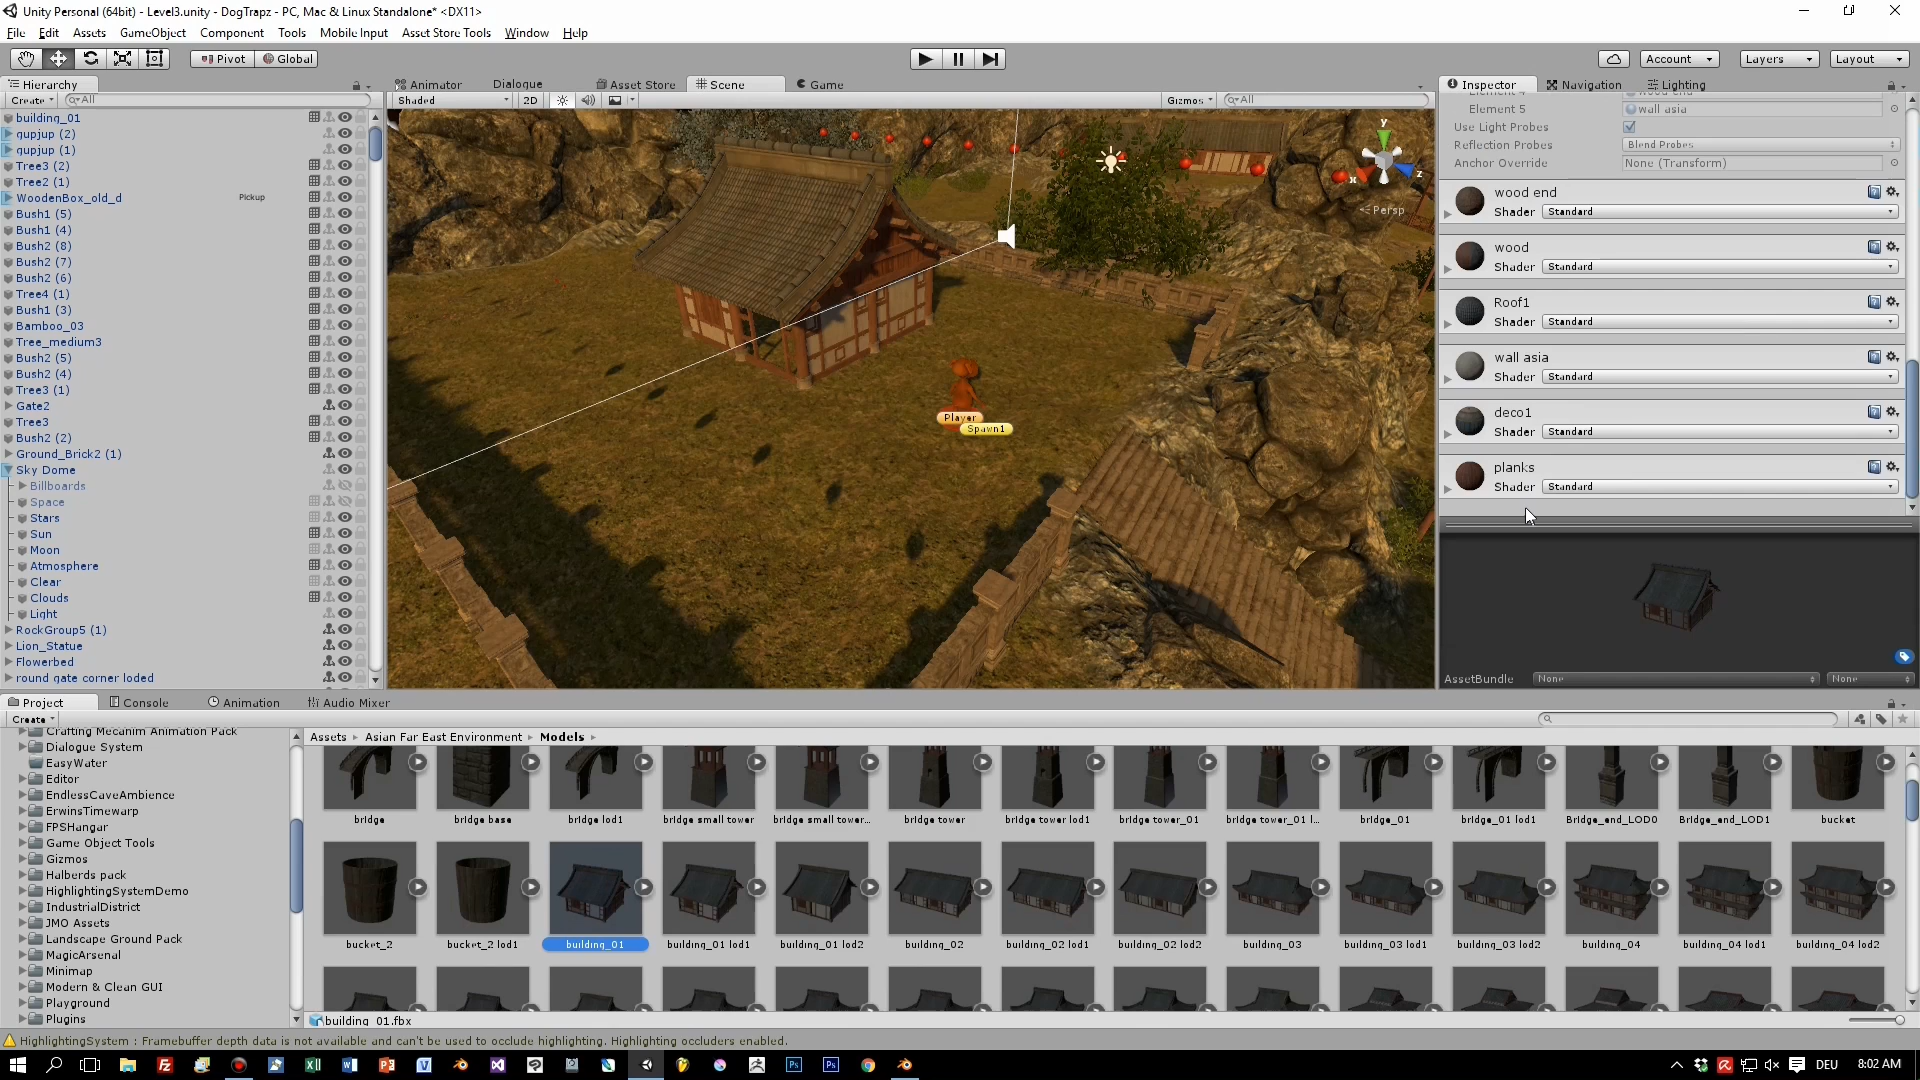 Unity Personal (64bit) - Level3.unity - DogTrapz - PC, Mac & Linux Standalone* <DX11>
File Edit Assets GameObject Component Tools Mobile Input Asset Store Tools Window Help
Pivot Global Account Layers Layout
Hierarchy Animator Dialogue Asset Store Scene Game Inspector Navigation Lighting
Create All Shaded 2D Gizmos All
building_01
gupjup (2)
gupjup (1)
Tree3 (2)
Tree2 (1)
WoodenBox_old_d Pickup
Bush1 (5)
Bush1 (4)
Bush2 (8)
Bush2 (7)
Bush2 (6)
Tree4 (1)
Bush1 (3)
Bamboo_03
Tree_medium3
Bush2 (5)
Bush2 (4)
Tree3 (1)
Gate2
Tree3
Bush2 (2)
Ground_Brick2 (1)
Sky Dome
Billboards
Space
Stars
Sun
Moon
Atmosphere
Clear
Clouds
Light
RockGroup5 (1)
Lion_Statue
Flowerbed
round gate corner loded
y
x
z
Persp
Player
Spawn1
Element 5 wall asia
Use Light Probes
Reflection Probes Blend Probes
Anchor Override None (Transform)
wood end
Shader Standard
wood
Shader Standard
Roof1
Shader Standard
wall asia
Shader Standard
deco1
Shader Standard
planks
Shader Standard
AssetBundle None None
Project Console Animation Audio Mixer
Create
Crafting Mecanim Animation Pack
Dialogue System
EasyWater
Editor
EndlessCaveAmbience
ErwinsTimewarp
FPSHangar
Game Object Tools
Gizmos
Halberds pack
HighlightingSystemDemo
IndustrialDistrict
JMO Assets
Landscape Ground Pack
MagicArsenal
Minimap
Modern & Clean GUI
Playground
Plugins
Assets Asian Far East Environment Models
bridge bridge base bridge lod1 bridge small tower bridge small tower... bridge tower bridge tower lod1 bridge tower_01 bridge tower_01 l... bridge_01 bridge_01 lod1 Bridge_end_LOD0 Bridge_end_LOD1 bucket
bucket_2 bucket_2 lod1 building_01 building_01 lod1 building_01 lod2 building_02 building_02 lod1 building_02 lod2 building_03 building_03 lod1 building_03 lod2 building_04 building_04 lod1 building_04 lod2
building_01.fbx
HighlightingSystem : Framebuffer depth data is not available and can't be used to occlude highlighting. Highlighting occluders enabled.
DEU 8:02 AM